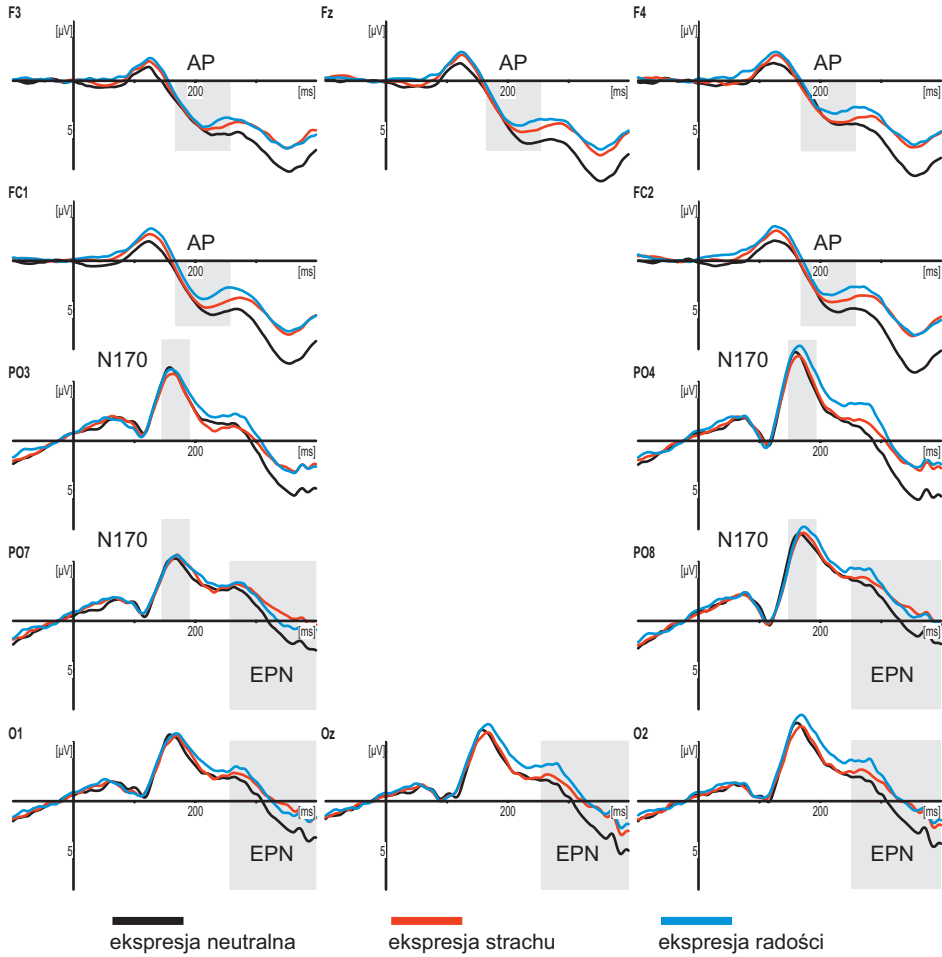 F3 Fz F4
[µV] [µV] [µV]
AP AP AP
200 [ms] 200 [ms] 200 [ms]
5 5 5
FC1 FC2
[µV] [µV]
AP AP
200 [ms] 200 [ms]
5 5
N170 N170
PO3 PO4
[µV] [µV]
200 [ms] 200 [ms]
5 5
N170 N170
PO7 PO8
[µV] [µV]
200 [ms] 200 [ms]
5 EPN 5 EPN
O1 Oz O2
[µV] [µV] [µV]
200 [ms] 200 [ms] 200 [ms]
5 EPN 5 EPN 5 EPN
ekspresja neutralna ekspresja strachu ekspresja radości